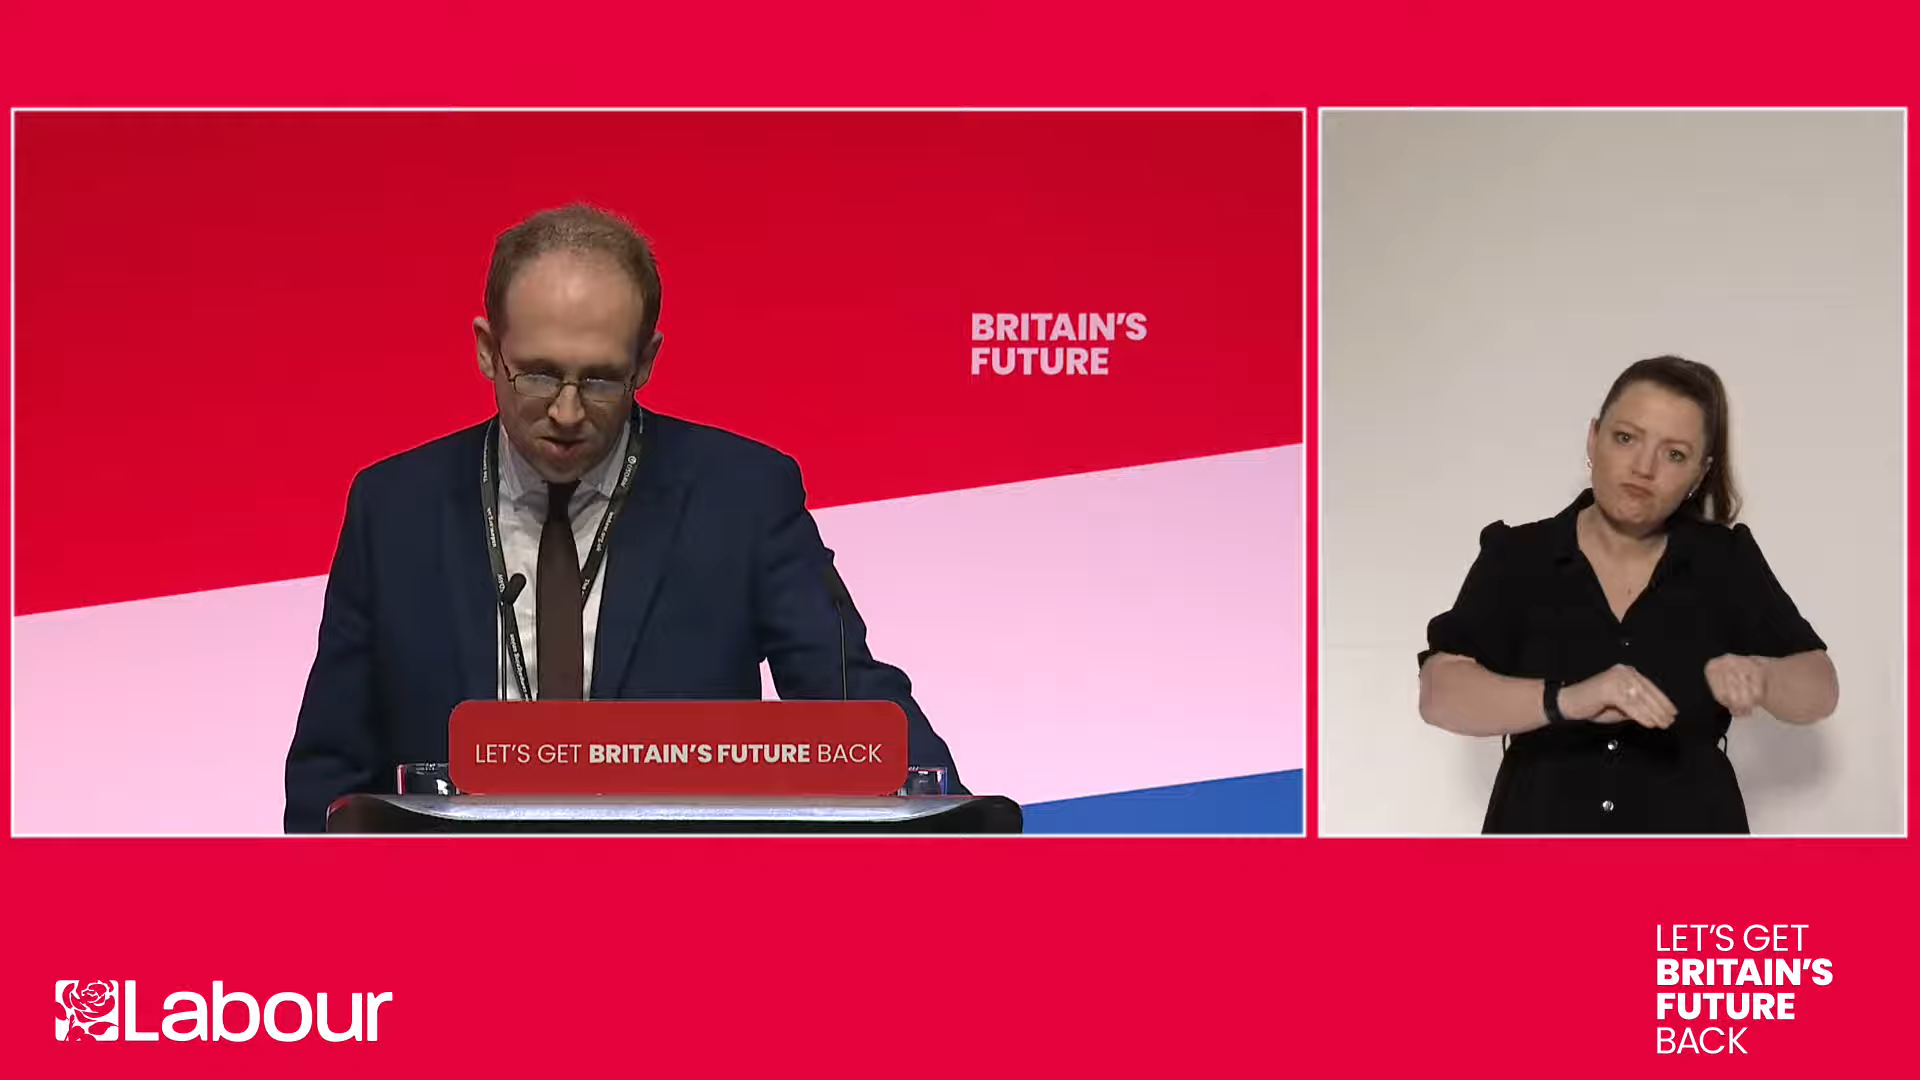 BRITAIN'S
FUTURE
LET'S GET BRITAIN'S FUTURE BACK
Labour
LET'S GET
BRITAIN'S
FUTURE
BACK